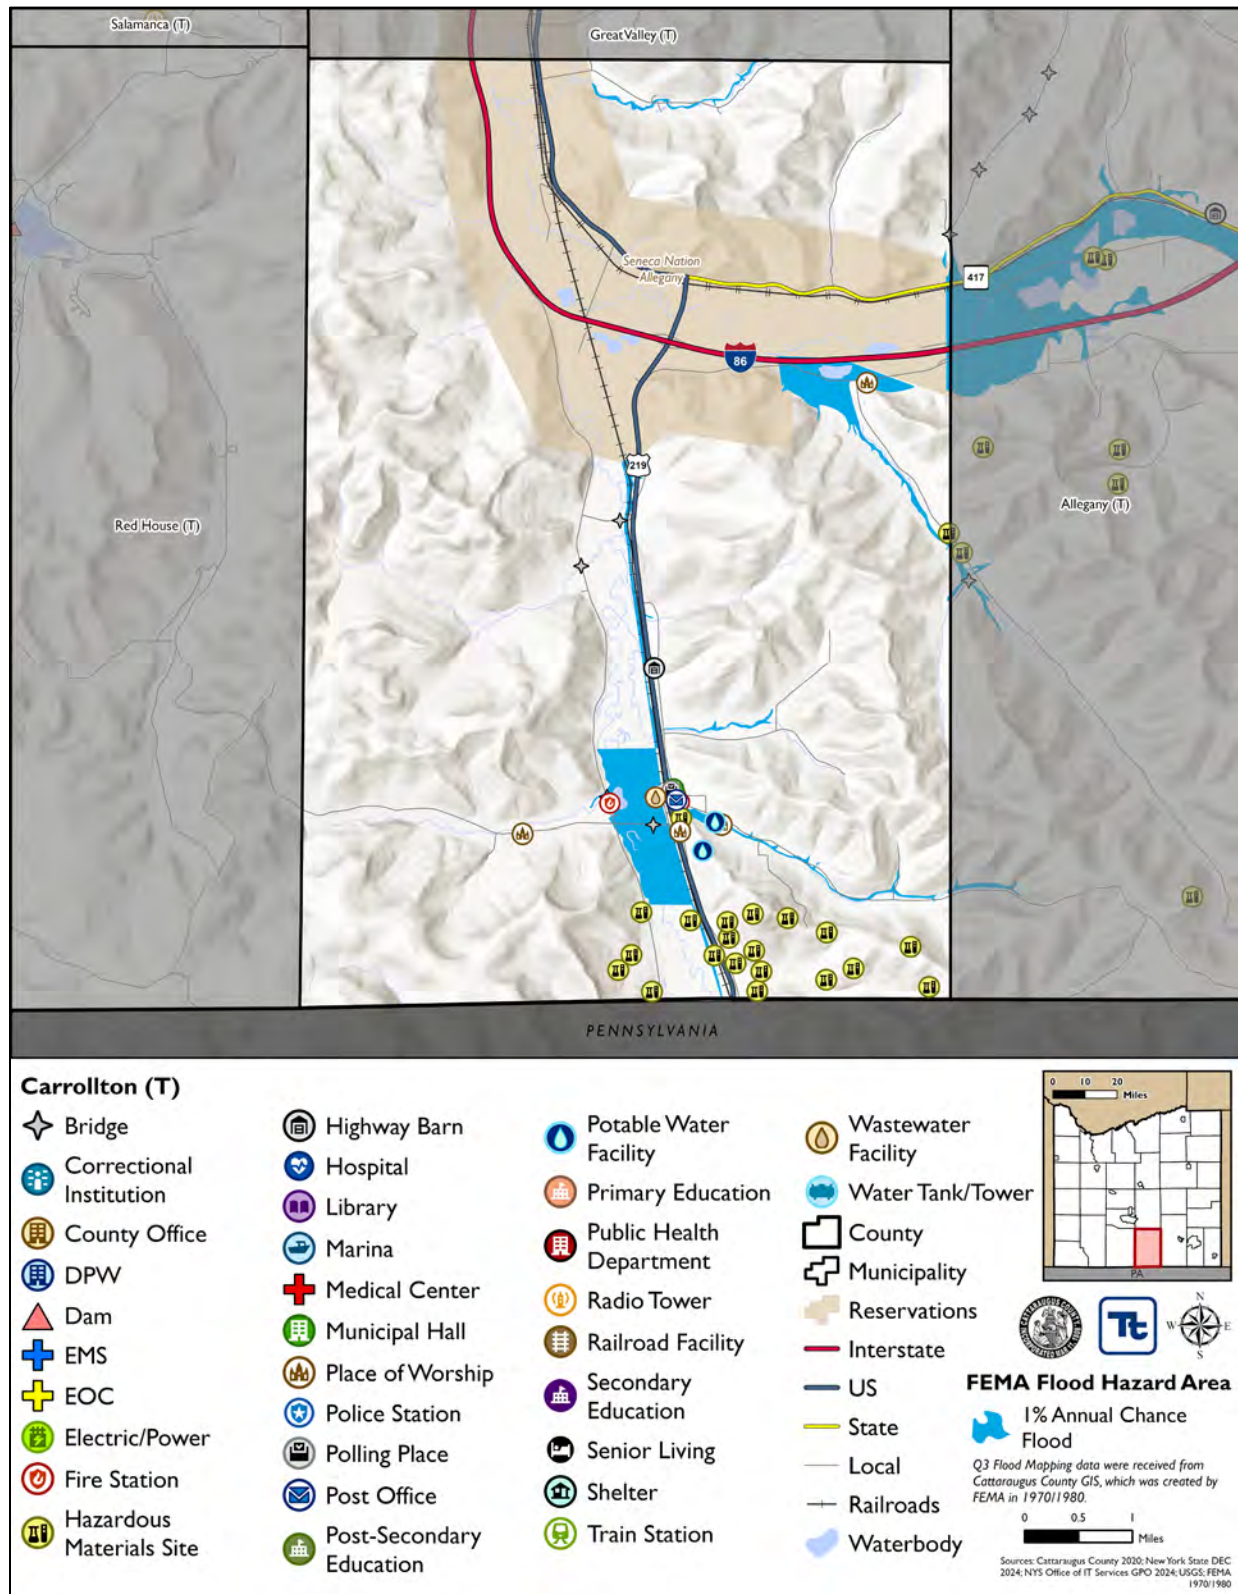 Salamanca (T)
Great Valley (T)
Seneca Nation
Allegany
417
86
219
Red House (T)
Allegany (T)
PENNSYLVANIA
Carrollton (T)
Bridge
Correctional
Institution
County Office
DPW
Dam
EMS
EOC
Electric/Power
Fire Station
Hazardous
Materials Site
Highway Barn
Hospital
Library
Marina
Medical Center
Municipal Hall
Place of Worship
Police Station
Polling Place
Post Office
Post-Secondary
Education
Potable Water
Facility
Primary Education
Public Health
Department
Radio Tower
Railroad Facility
Secondary
Education
Senior Living
Shelter
Train Station
Wastewater
Facility
Water Tank/Tower
County
Municipality
Reservations
Interstate
US
State
Local
Railroads
Waterbody
0 10 20
Miles
PA
CATTARAUGUS COUNTY
Tt
N
W E
S
FEMA Flood Hazard Area
1% Annual Chance
Flood
Q3 Flood Mapping data were received from
Cattaraugus County GIS, which was created by
FEMA in 1970/1980.
0 0.5 1
Miles
Sources: Cattaraugus County 2020; New York State DEC
2024; NYS Office of IT Services GPO 2024; USGS; FEMA
1970/1980